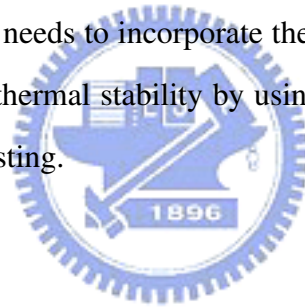 needs to incorporate the
thermal stability by usin
sting.
1896